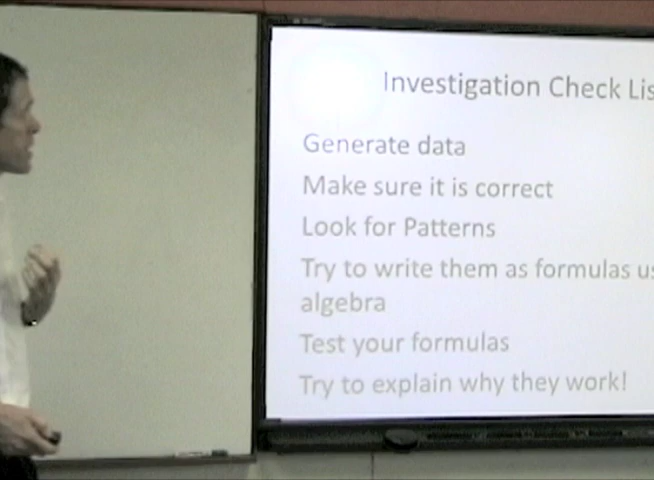 Investigation Check Lis
Generate data
Make sure it is correct
Look for Patterns
Try to write them as formulas us
algebra
Test your formulas
Try to explain why they work!